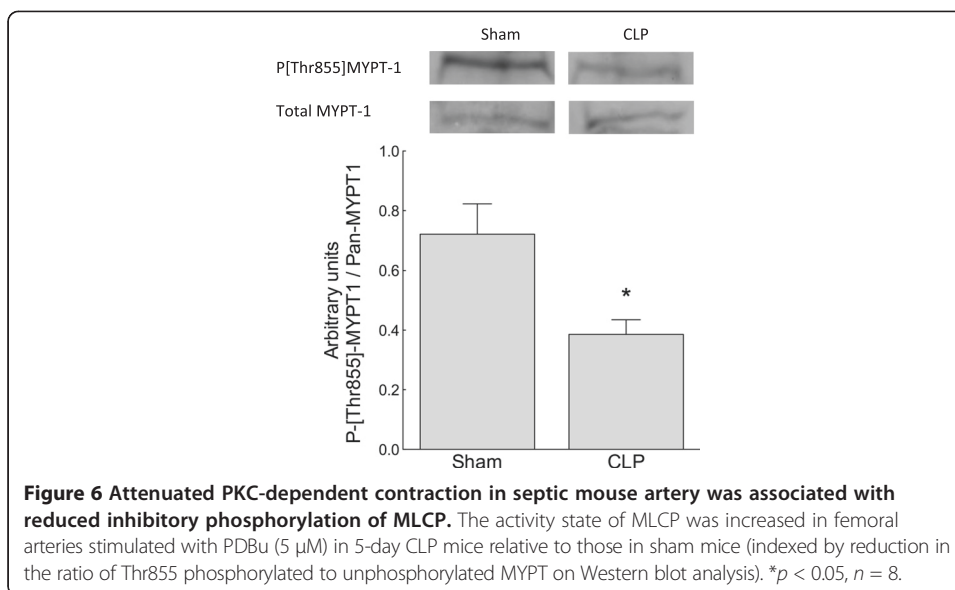 Sham CLP
P[Thr855]MYPT-1
Total MYPT-1
Arbitrary units
P-[Thr855]-MYPT1 / Pan-MYPT1
1.0
0.8
0.6
0.4
0.2
0.0
*
Sham CLP
Figure 6 Attenuated PKC-dependent contraction in septic mouse artery was associated with
reduced inhibitory phosphorylation of MLCP. The activity state of MLCP was increased in femoral
arteries stimulated with PDBu (5 μM) in 5-day CLP mice relative to those in sham mice (indexed by reduction in
the ratio of Thr855 phosphorylated to unphosphorylated MYPT on Western blot analysis). *p < 0.05, n = 8.